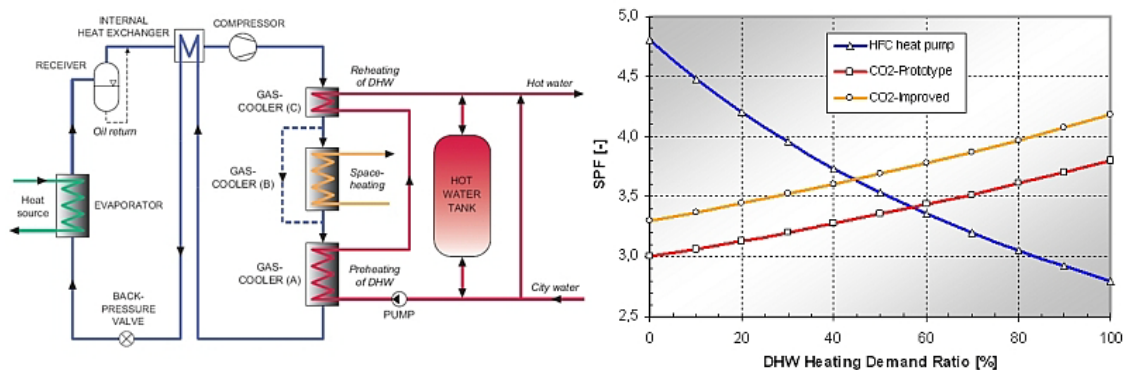 INTERNAL
HEAT EXCHANGER
COMPRESSOR
RECEIVER
Oil return
Heat
source
EVAPORATOR
BACK-
PRESSURE
VALVE
GAS-
COOLER (C)
Reheating
of DHW
Hot water
GAS-
COOLER (B)
Space-
heating
HOT
WATER
TANK
GAS-
COOLER (A)
Preheating
of DHW
PUMP
City water
5,0
4,5
4,0
3,5
3,0
2,5
SPF [-]
HFC heat pump
CO2-Prototype
CO2-Improved
0 20 40 60 80 100
DHW Heating Demand Ratio [%]